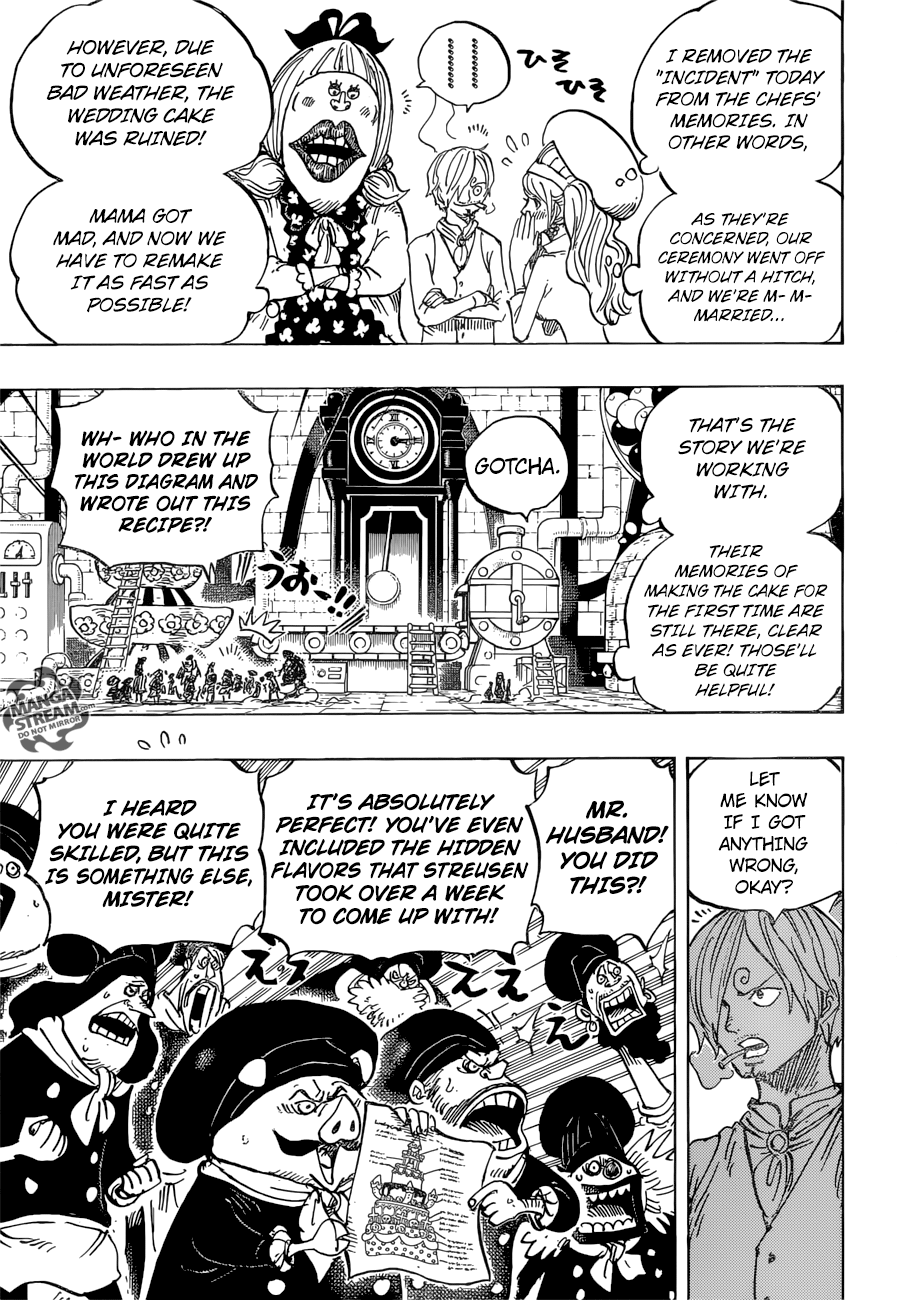 I REMOVED THE
"INCIDENT" TODAY
FROM THE CHEFS'
MEMORIES. IN
OTHER WORDS,
AS THEY'RE
CONCERNED, OUR
CEREMONY WENT OFF
WITHOUT A HITCH,
AND WE'RE M- M-
MARRIED...
ひそ
ひそ
HOWEVER, DUE
TO UNFORESEEN
BAD WEATHER, THE
WEDDING CAKE
WAS RUINED!
MAMA GOT
MAD, AND NOW WE
HAVE TO REMAKE
IT AS FAST AS
POSSIBLE!
THAT'S THE
STORY WE'RE
WORKING
WITH.
THEIR
MEMORIES OF
MAKING THE CAKE FOR
THE FIRST TIME ARE
STILL THERE, CLEAR
AS EVER! THOSE'LL
BE QUITE
HELPFUL!
GOTCHA.
WH- WHO IN THE
WORLD DREW UP
THIS DIAGRAM AND
WROTE OUT THIS
RECIPE?!
うおーっ!!
MANGA
STREAM.com
DO NOT MIRROR
LET
ME KNOW
IF I GOT
ANYTHING
WRONG,
OKAY?
MR.
HUSBAND!
YOU DID
THIS?!
IT'S ABSOLUTELY
PERFECT! YOU'VE EVEN
INCLUDED THE HIDDEN
FLAVORS THAT STREUSEN
TOOK OVER A WEEK
TO COME UP WITH!
I HEARD
YOU WERE QUITE
SKILLED, BUT THIS
IS SOMETHING ELSE,
MISTER!